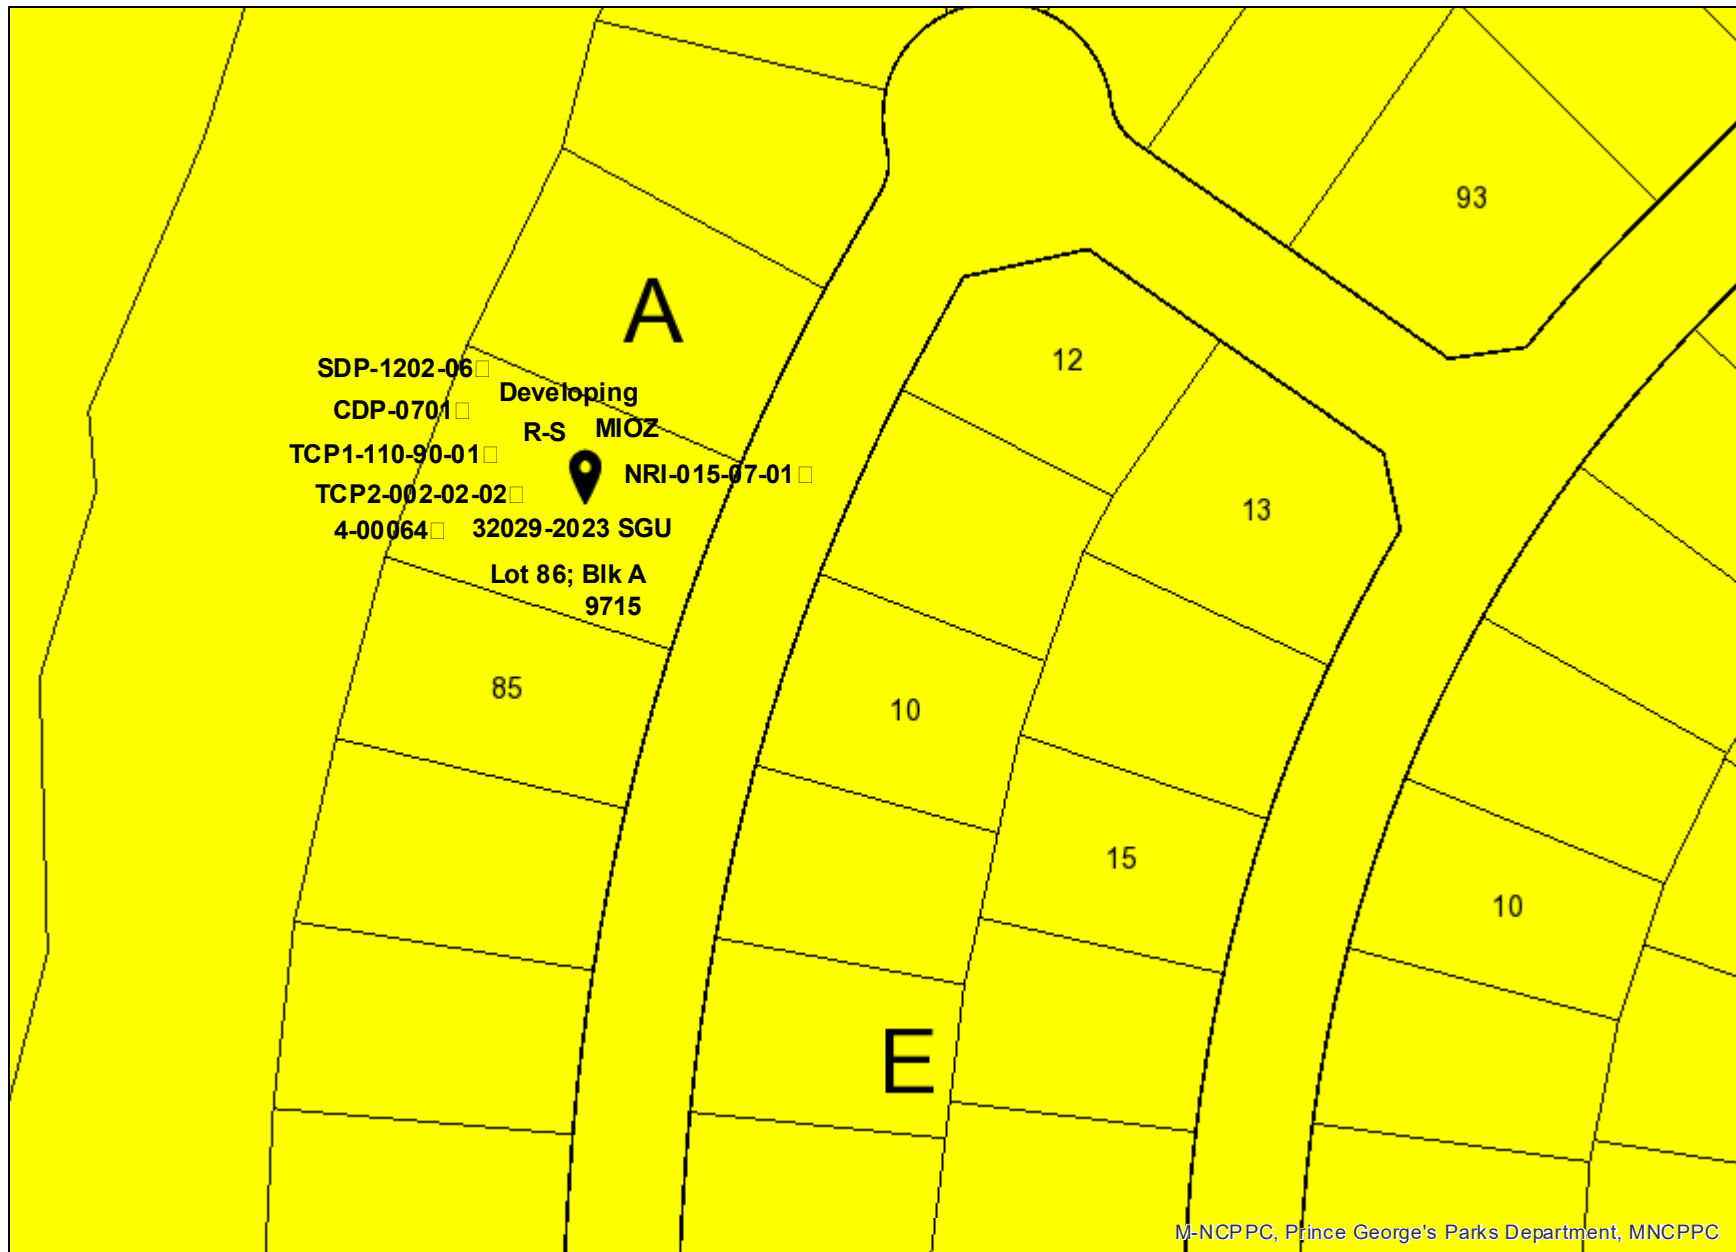 93
A
12
SDP-1202-06
Developing
CDP-0701
R-S MIOZ
TCP1-110-90-01
NRI-015-07-01
TCP2-002-02-02
13
4-00064
32029-2023 SGU
Lot 86; Blk A
9715
85
10
15
10
E
M-NCPPC, Prince George's Parks Department, MNCPPC